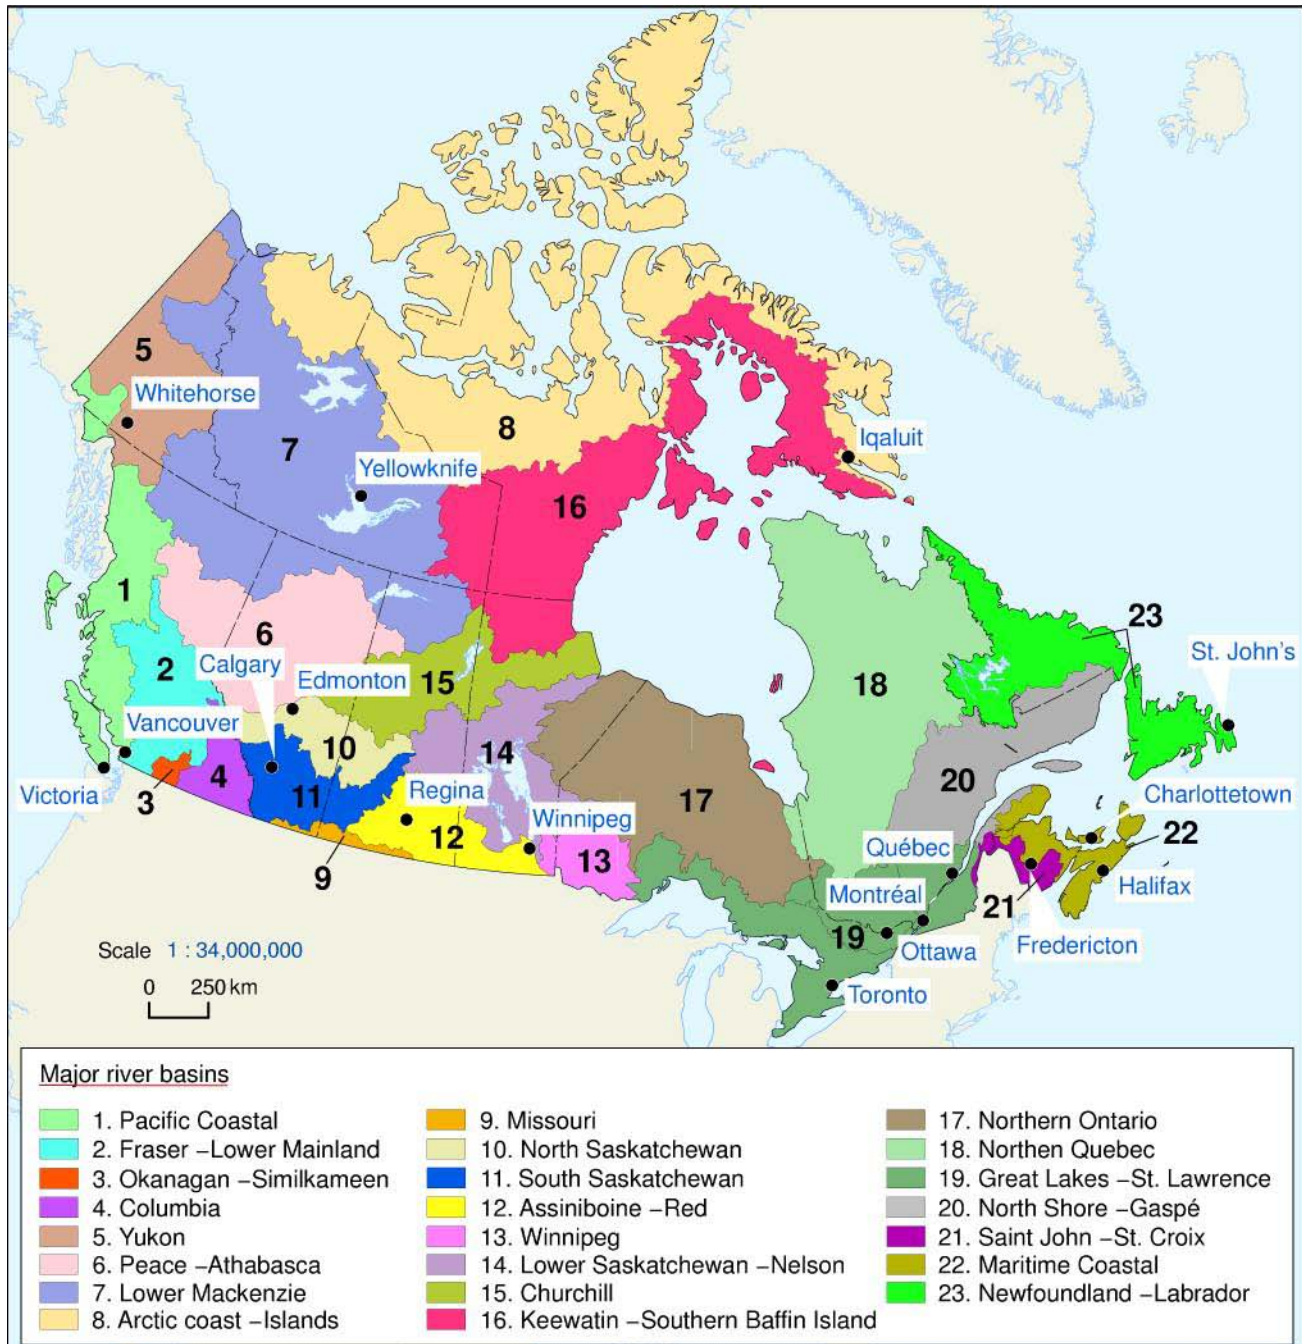 5
Whitehorse
8
Iqaluit
7
Yellowknife
16
1
6
23
2
Calgary
Edmonton
15
18
St. John's
Vancouver
10
14
20
4
11
Regina
17
Charlottetown
Victoria
3
12
Winnipeg
Québec
22
9
13
Montréal
21
Halifax
19
Ottawa
Fredericton
Scale 1 : 34,000,000
0 250 km
Toronto
Major river basins
1. Pacific Coastal
2. Fraser –Lower Mainland
3. Okanagan –Similkameen
4. Columbia
5. Yukon
6. Peace –Athabasca
7. Lower Mackenzie
8. Arctic coast –Islands
9. Missouri
10. North Saskatchewan
11. South Saskatchewan
12. Assiniboine –Red
13. Winnipeg
14. Lower Saskatchewan –Nelson
15. Churchill
16. Keewatin –Southern Baffin Island
17. Northern Ontario
18. Northen Quebec
19. Great Lakes –St. Lawrence
20. North Shore –Gaspé
21. Saint John –St. Croix
22. Maritime Coastal
23. Newfoundland –Labrador